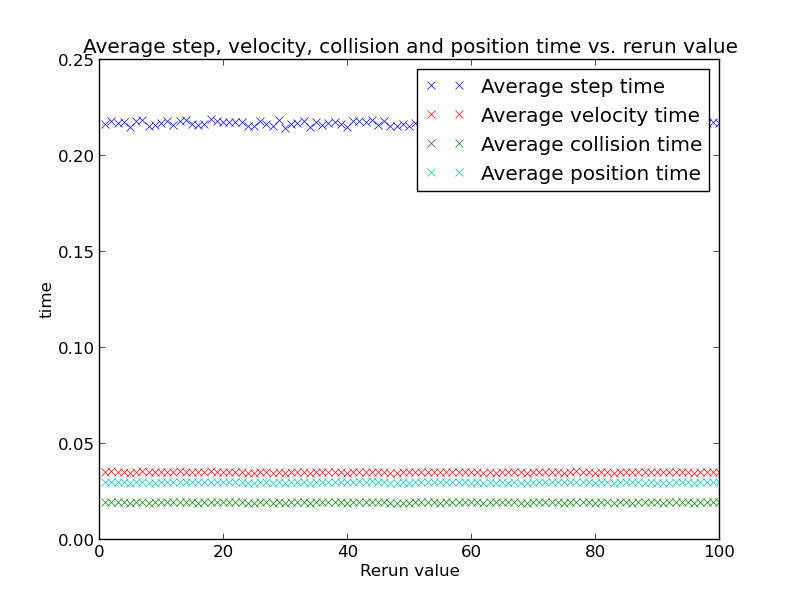 Average step, velocity, collision and position time vs. rerun value
0.25
Average step time
Average velocity time
Average collision time
Average position time
0.20
0.15
time
0.10
0.05
0.00
0 20 40 60 80 100
Rerun value